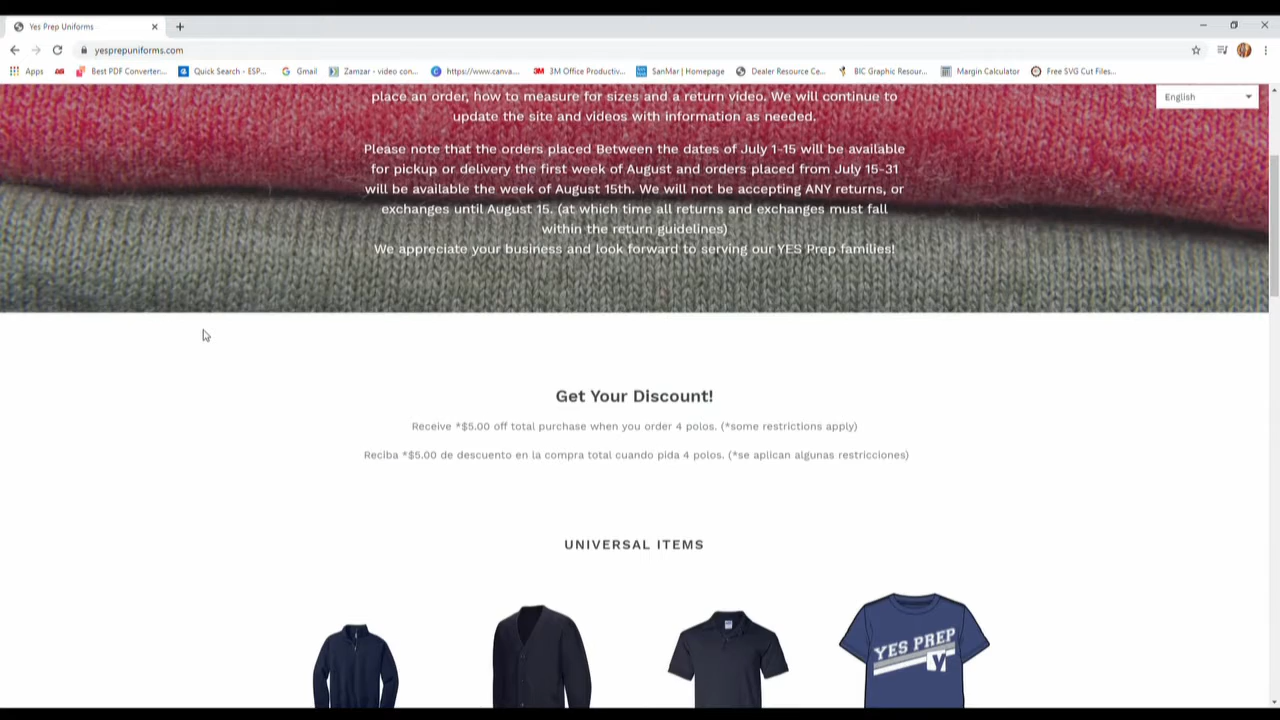 Yes Prep Uniforms
yesprepuniforms.com
Apps
Best PDF Converter...
Quick Search - ESP...
Gmail
Zamzar - video con...
https://www.canva...
3M Office Productiv...
SanMar | Homepage
Dealer Resource Ce...
BIC Graphic Resour...
Margin Calculator
Free SVG Cut Files...
English
place an order, how to measure for sizes and a return video. We will continue to
update the site and videos with information as needed.
Please note that the orders placed Between the dates of July 1-15 will be available
for pickup or delivery the first week of August and orders placed from July 15-31
will be available the week of August 15th. We will not be accepting ANY returns, or
exchanges until August 15. (at which time all returns and exchanges must fall
within the return guidelines)
We appreciate your business and look forward to serving our YES Prep families!
Get Your Discount!
Receive *$5.00 off total purchase when you order 4 polos. (*some restrictions apply)
Reciba *$5.00 de descuento en la compra total cuando pida 4 polos. (*se aplican algunas restricciones)
UNIVERSAL ITEMS
YES PREP
Y